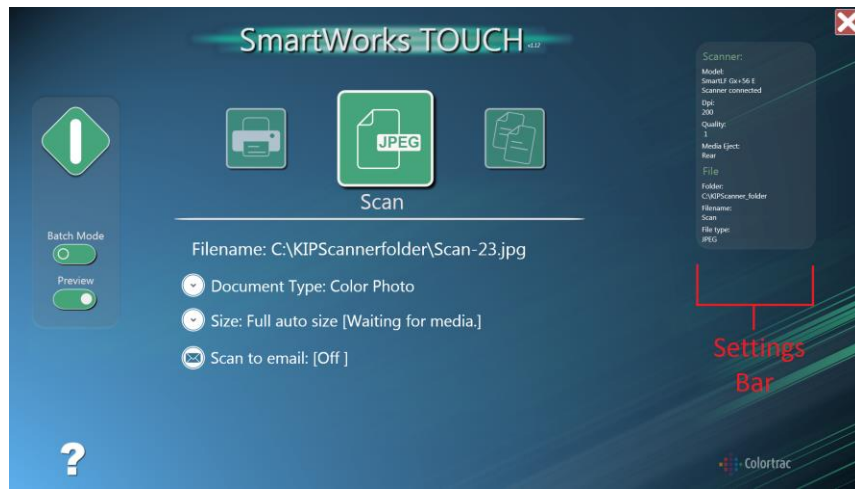 SmartWorks TOUCH
Scanner:
Model:
SmartLF Gx+56 E
Scanner connected
Dpi:
200
Quality:
1
Media Eject:
Rear
File
Folder:
C:\KIPScanner_folder
Filename:
Scan
File type:
JPEG
JPEG
Scan
Batch Mode
Preview
Filename: C:\KIPScannerfolder\Scan-23.jpg
Document Type: Color Photo
Size: Full auto size [Waiting for media.]
Scan to email: [Off ]
Settings
Bar
?
Colortrac